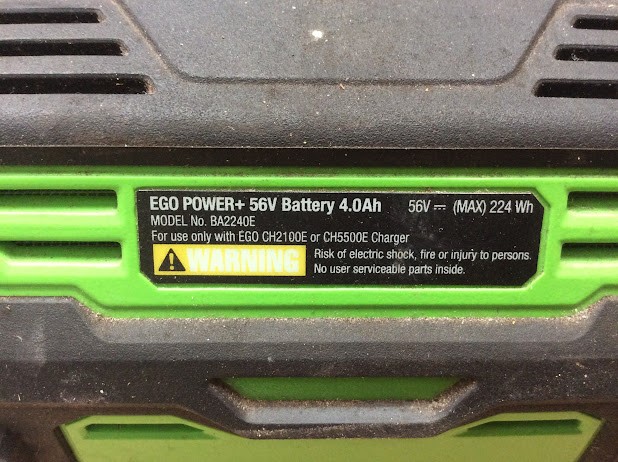 EGO POWER+ 56V Battery 4.0Ah 56V⎓ (MAX) 224 Wh
MODEL No. BA2240E
For use only with EGO CH2100E or CH5500E Charger
WARNING Risk of electric shock, fire or injury to persons.
No user serviceable parts inside.